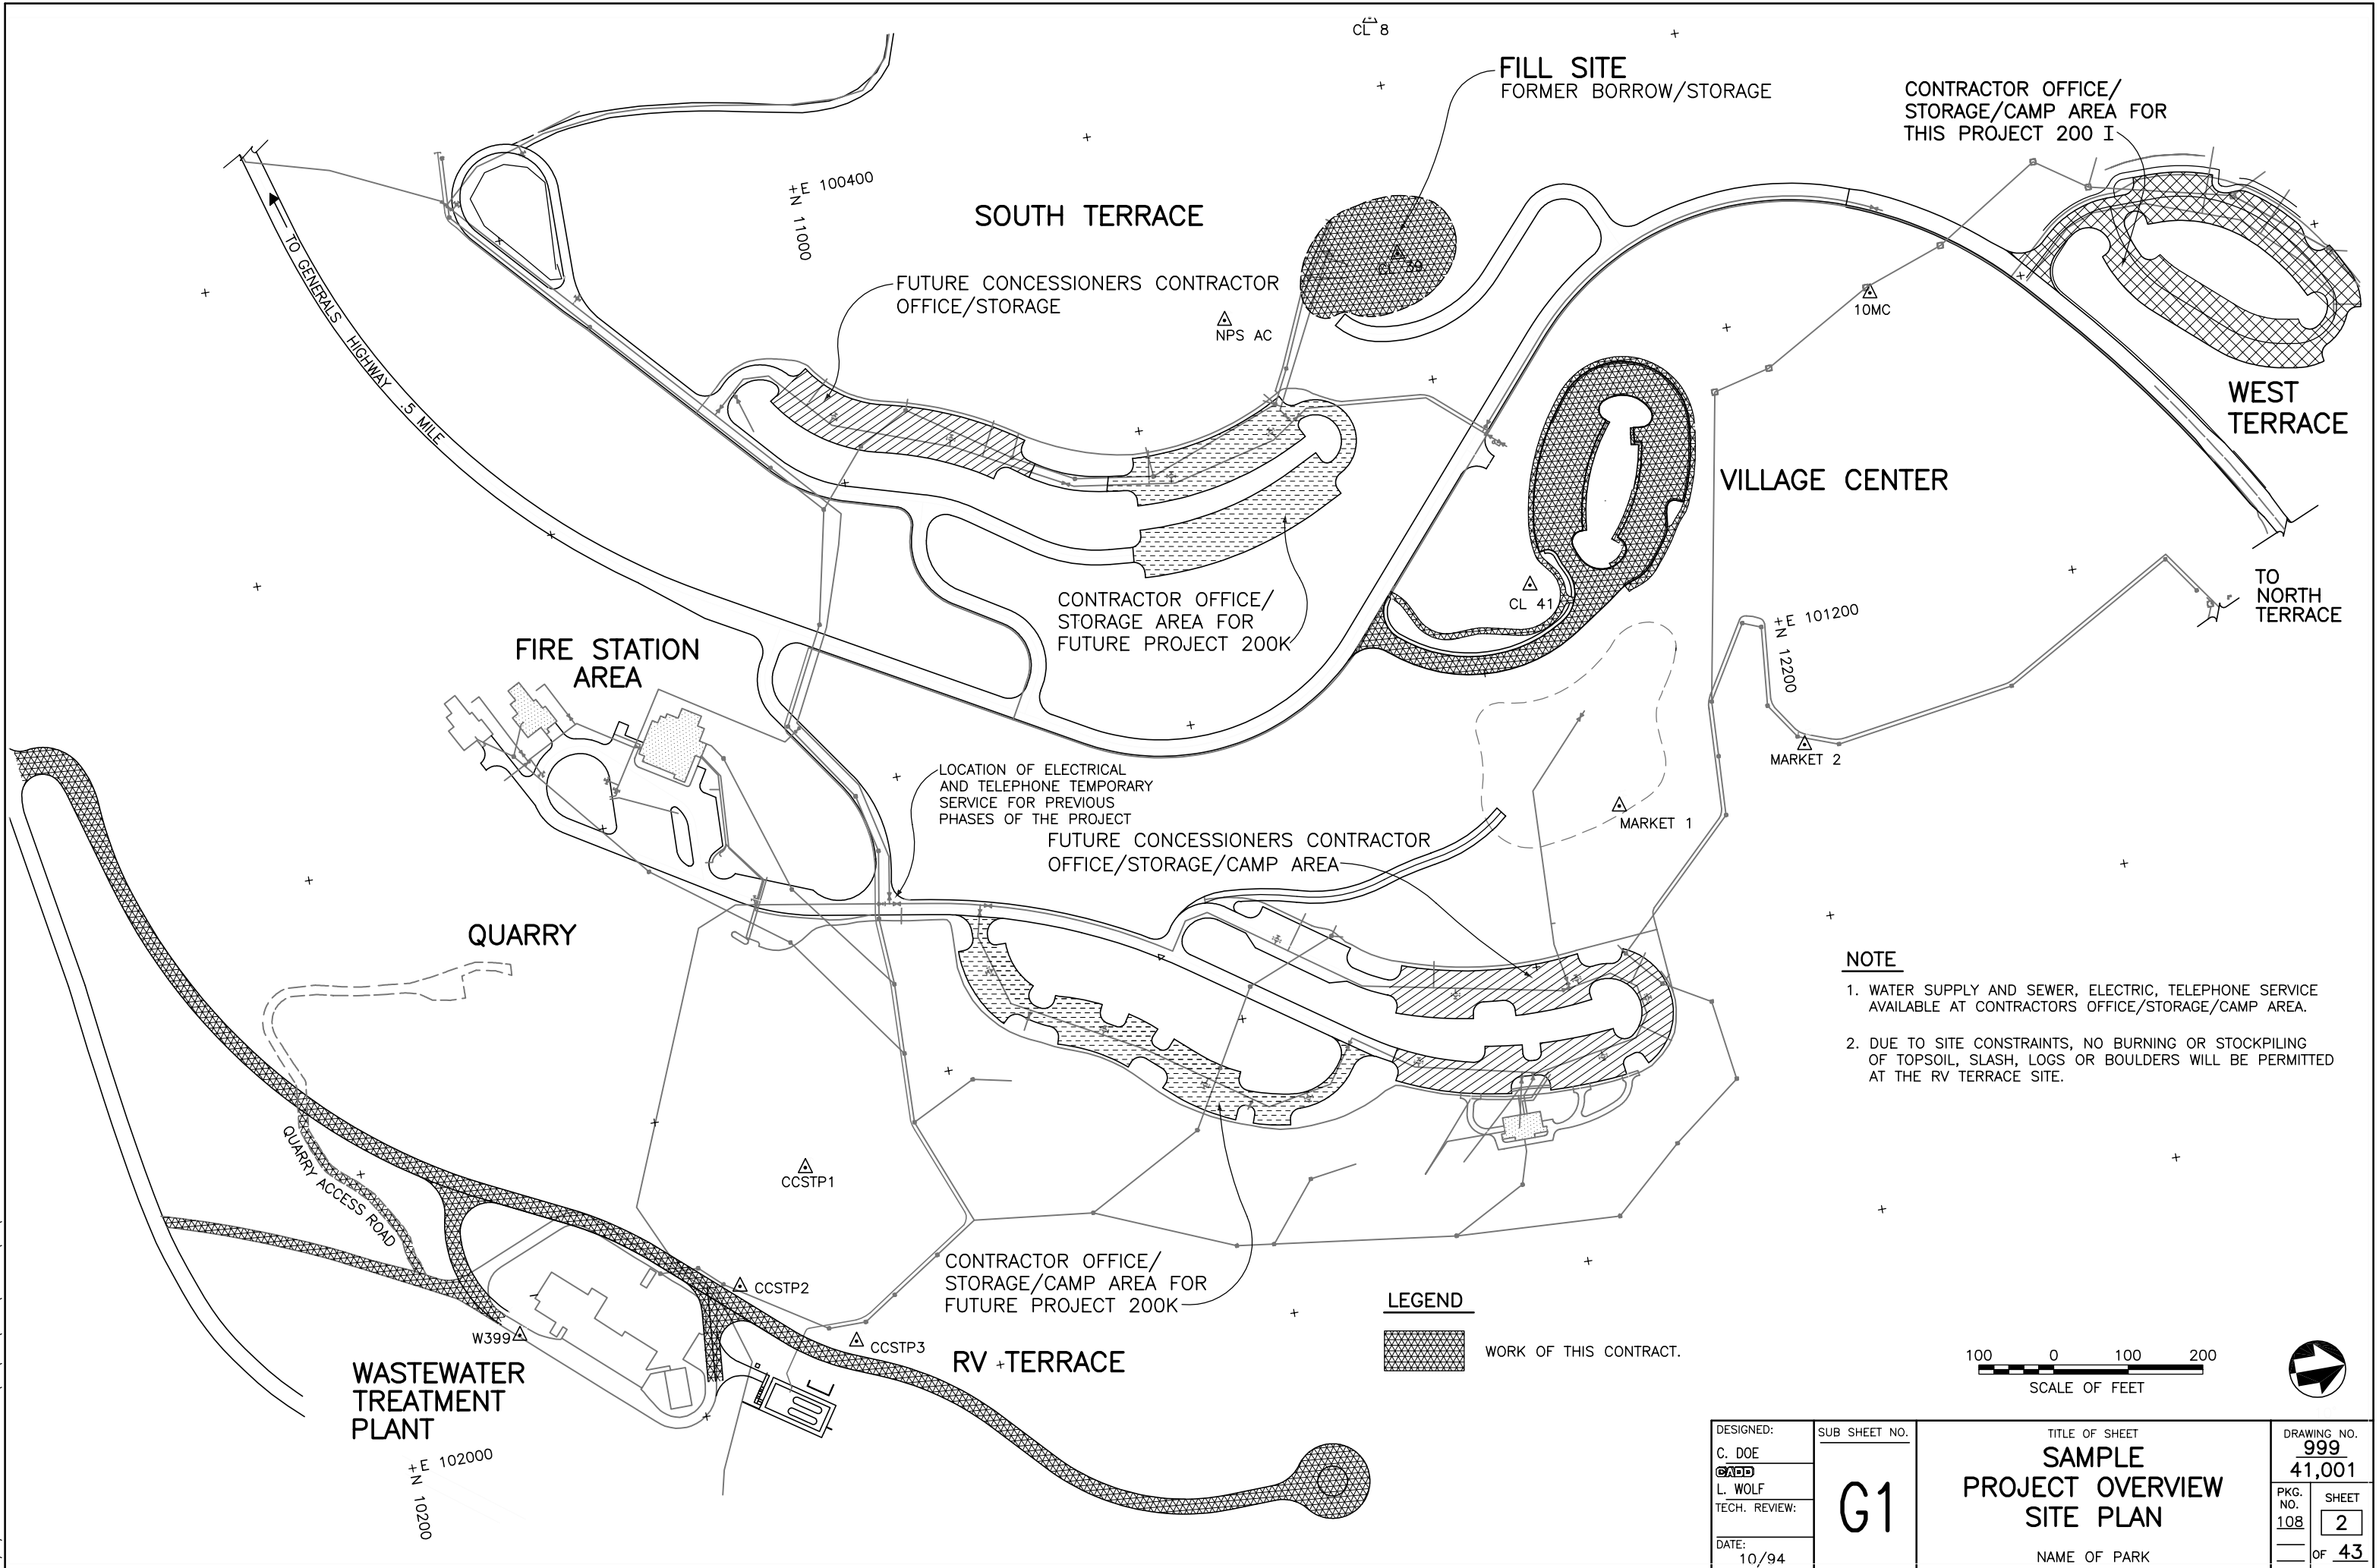 CL 8
FILL SITE
FORMER BORROW/STORAGE
CONTRACTOR OFFICE/
STORAGE/CAMP AREA FOR
THIS PROJECT 200 I
+E 100400
N 11000
SOUTH TERRACE
CL 39
TO GENERALS HIGHWAY .5 MILE
FUTURE CONCESSIONERS CONTRACTOR
OFFICE/STORAGE
NPS AC
10MC
WEST
TERRACE
VILLAGE CENTER
CONTRACTOR OFFICE/
STORAGE AREA FOR
FUTURE PROJECT 200K
CL 41
+E 101200
N 12200
TO
NORTH
TERRACE
FIRE STATION
AREA
MARKET 2
LOCATION OF ELECTRICAL
AND TELEPHONE TEMPORARY
SERVICE FOR PREVIOUS
PHASES OF THE PROJECT
MARKET 1
FUTURE CONCESSIONERS CONTRACTOR
OFFICE/STORAGE/CAMP AREA
QUARRY
NOTE
1. WATER SUPPLY AND SEWER, ELECTRIC, TELEPHONE SERVICE
AVAILABLE AT CONTRACTORS OFFICE/STORAGE/CAMP AREA.
2. DUE TO SITE CONSTRAINTS, NO BURNING OR STOCKPILING
OF TOPSOIL, SLASH, LOGS OR BOULDERS WILL BE PERMITTED
AT THE RV TERRACE SITE.
QUARRY ACCESS ROAD
CCSTP1
CONTRACTOR OFFICE/
STORAGE/CAMP AREA FOR
FUTURE PROJECT 200K
CCSTP2
W399
CCSTP3
RV TERRACE
WASTEWATER
TREATMENT
PLANT
+E 102000
N 10200
LEGEND
WORK OF THIS CONTRACT.
100 0 100 200
SCALE OF FEET
DESIGNED:
C. DOE
CADD
L. WOLF
TECH. REVIEW:
DATE:
10/94
SUB SHEET NO.
G1
TITLE OF SHEET
SAMPLE
PROJECT OVERVIEW
SITE PLAN
NAME OF PARK
DRAWING NO.
999
41,001
PKG.
NO.
108
SHEET
2
OF 43